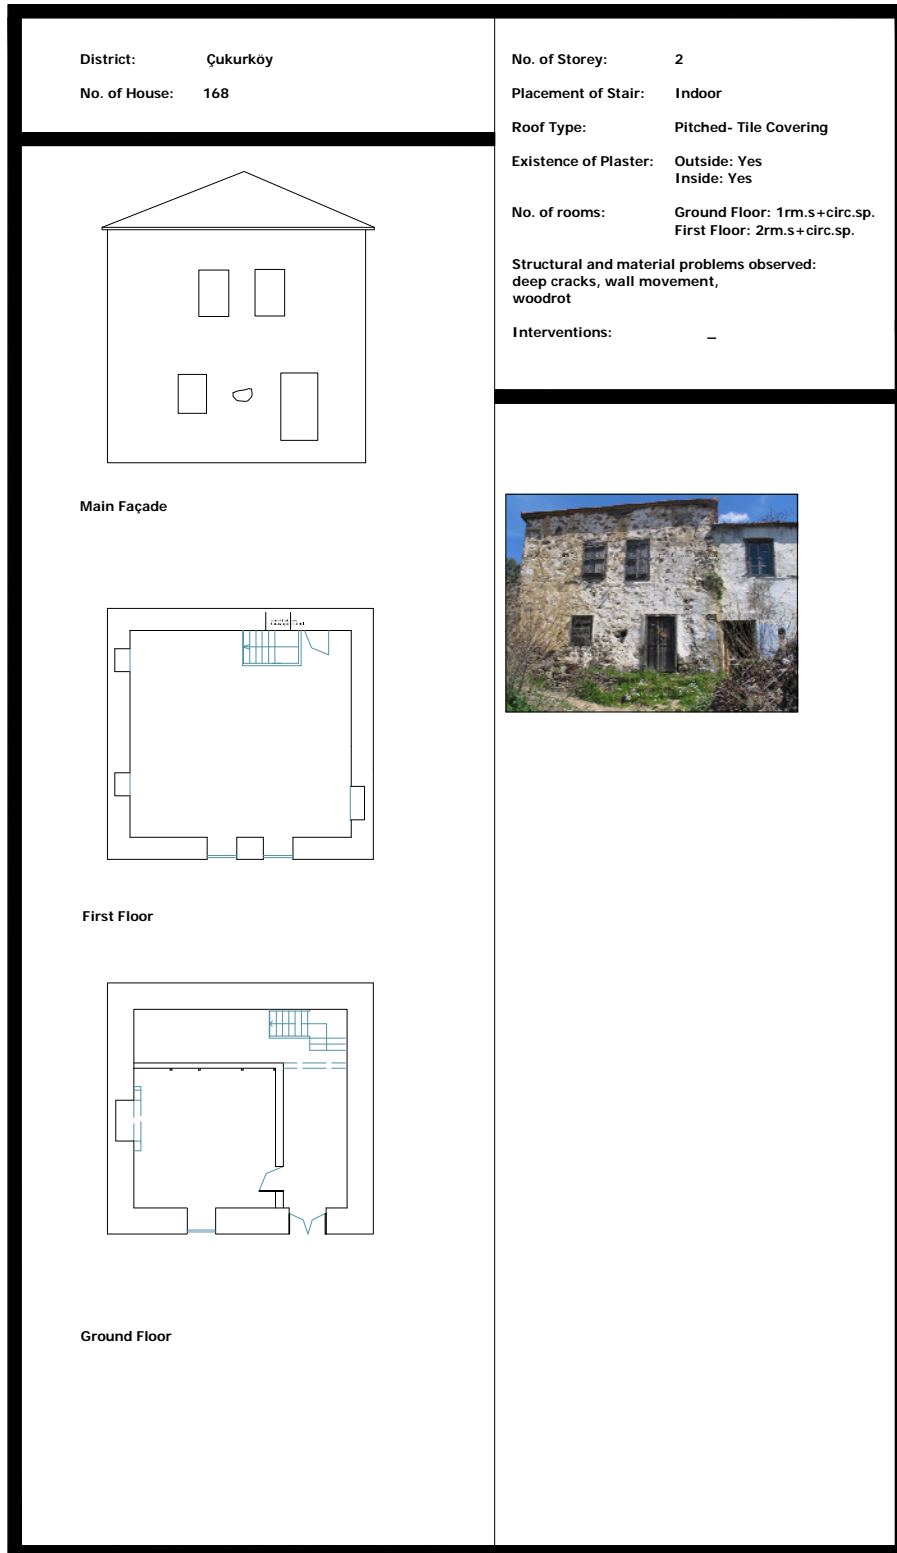 District: Çukurköy
No. of House: 168
No. of Storey: 2
Placement of Stair: Indoor
Roof Type: Pitched- Tile Covering
Existence of Plaster: Outside: Yes
Inside: Yes
No. of rooms: Ground Floor: 1rm.s+circ.sp.
First Floor: 2rm.s+circ.sp.
Structural and material problems observed:
deep cracks, wall movement,
woodrot
Interventions: _
Main Façade
First Floor
Ground Floor